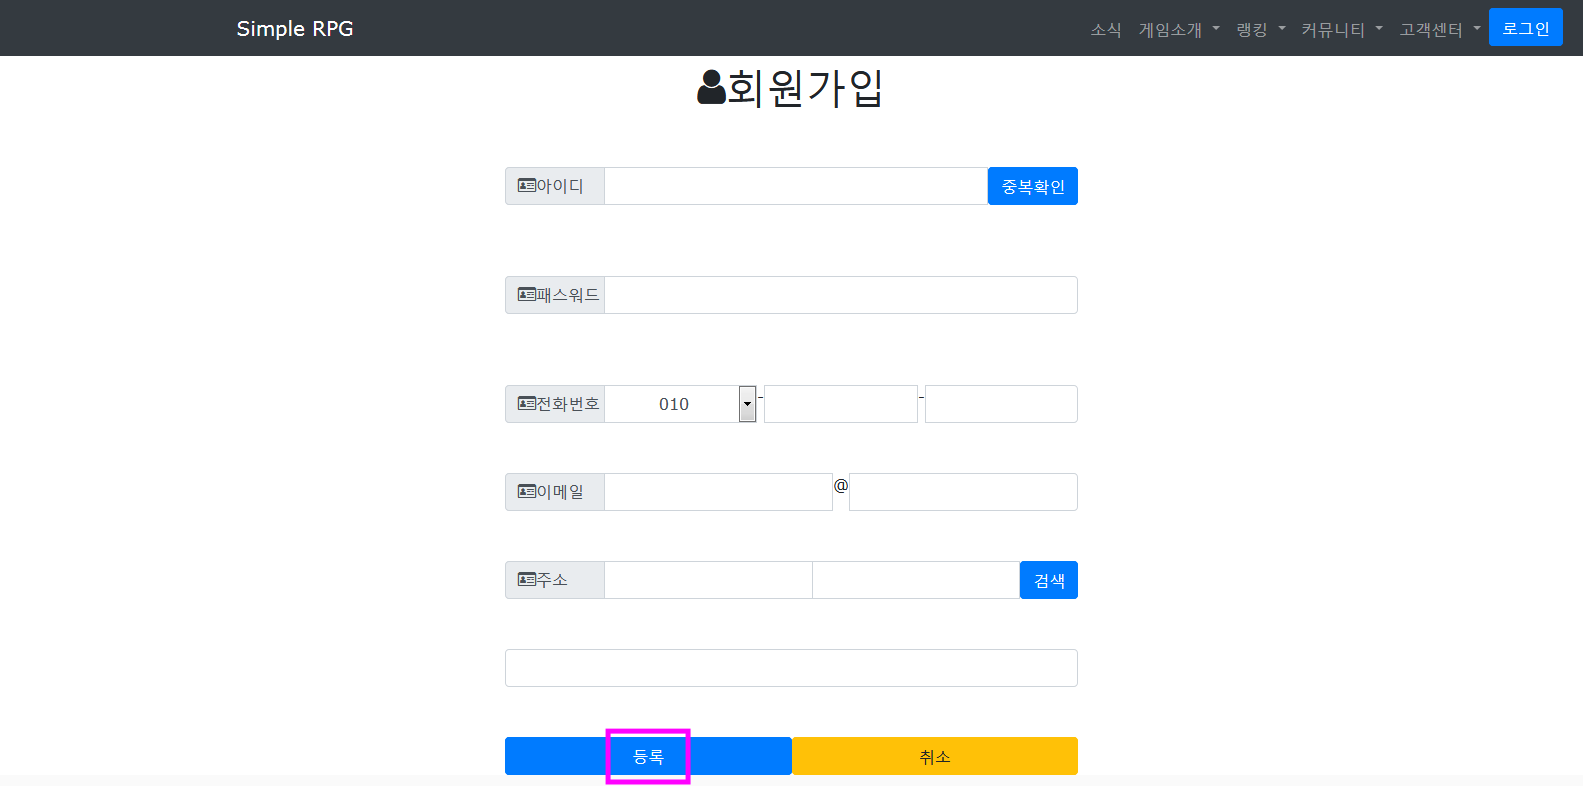 Simple RPG 소식 게임소개 랭킹 커뮤니티 고객센터 로그인
회원가입
아이디 중복확인
패스워드
전화번호 010 - -
이메일 @
주소 검색
등록 취소